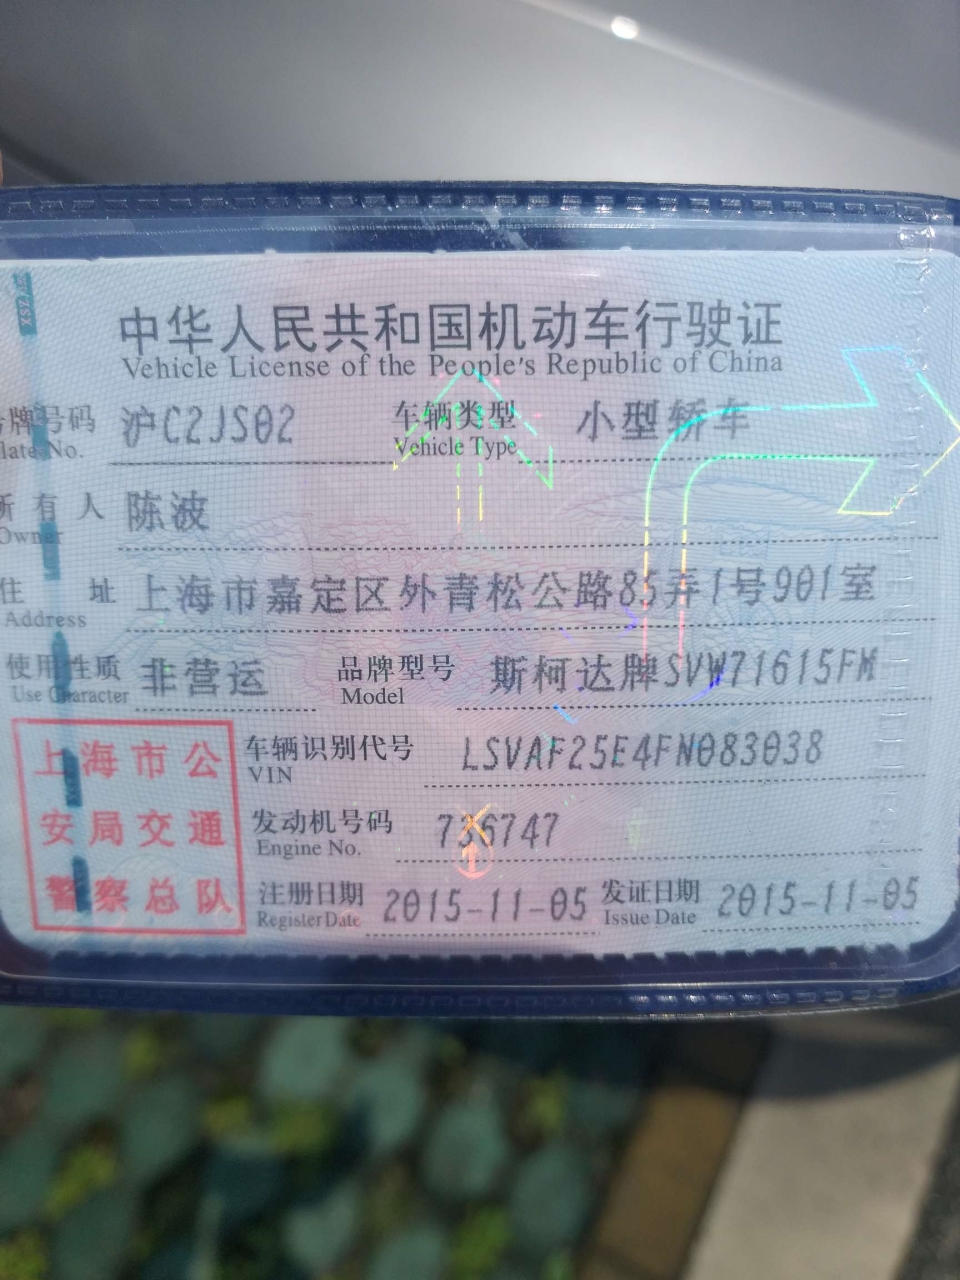 中华人民共和国机动车行驶证
Vehicle License of the People's Republic of China
号牌号码 沪C2JS02 车辆类型 小型轿车
Plate No. Vehicle Type
所有人 陈波
Owner
住址 上海市嘉定区外青松公路85弄1号901室
Address
使用性质 非营运 品牌型号 斯柯达牌SVW71615FM
Use Character Model
上海市公
安局交通
警察总队
车辆识别代号 LSVAF25E4FN083038
VIN
发动机号码 736747
Engine No.
注册日期 2015-11-05 发证日期 2015-11-05
Register Date Issue Date